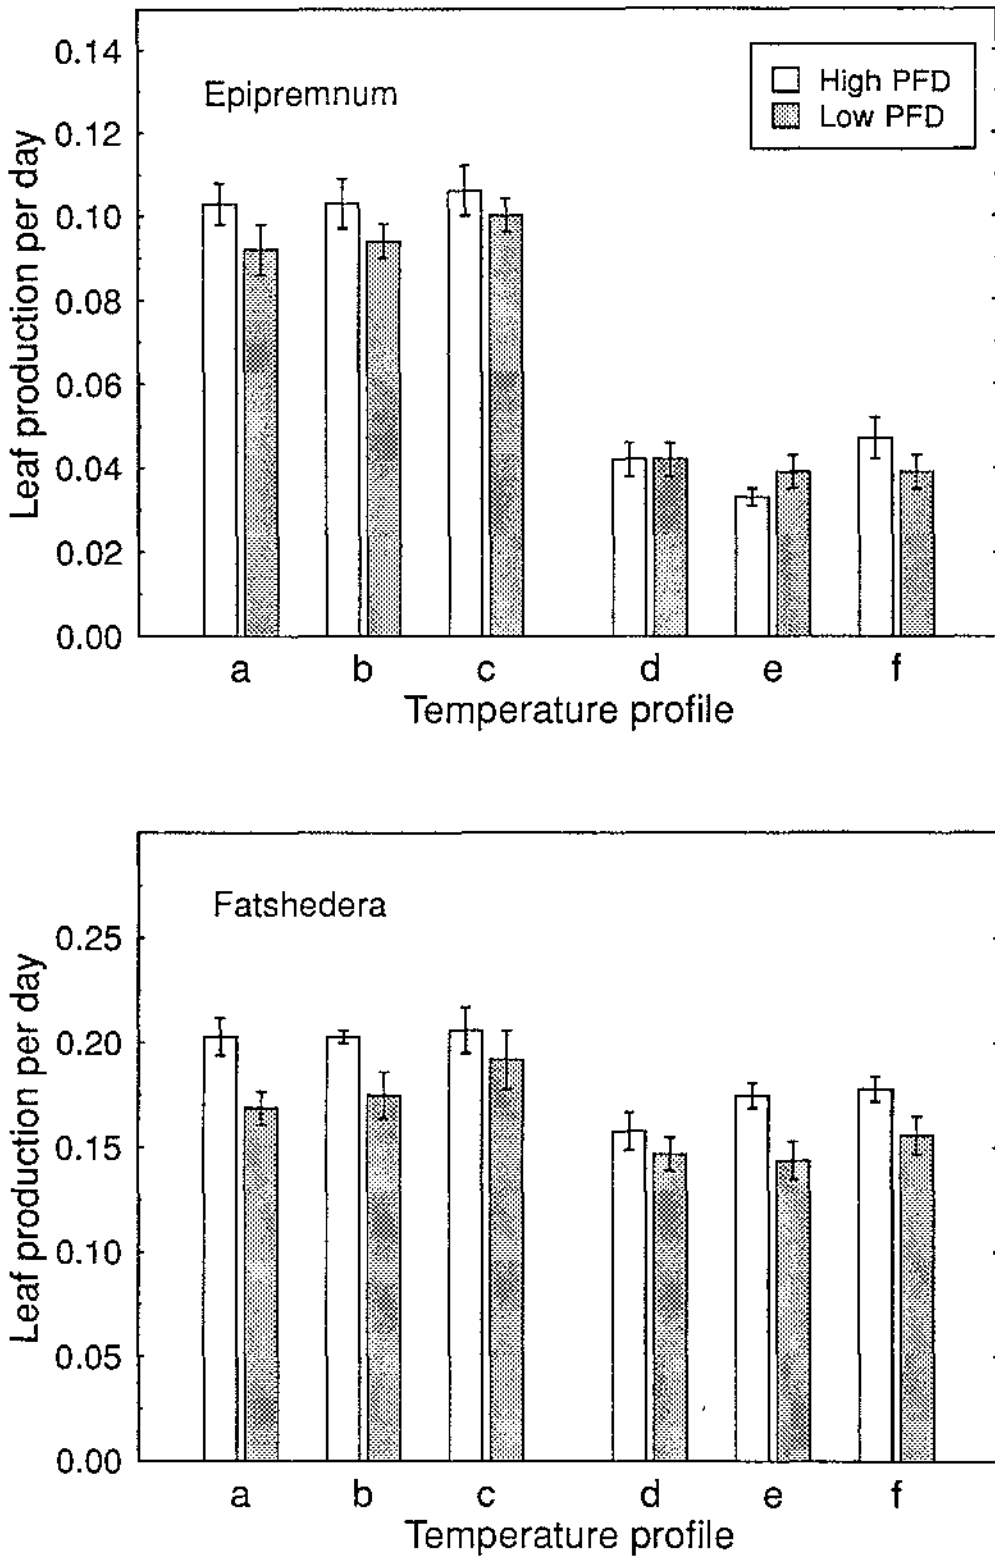 0.14
0.12
0.10
0.08
0.06
0.04
0.02
0.00
Leaf production per day
Epipremnum
High PFD
Low PFD
a b c d e f
Temperature profile
Fatshedera
0.25
0.20
0.15
0.10
0.05
0.00
Leaf production per day
a b c d e f
Temperature profile